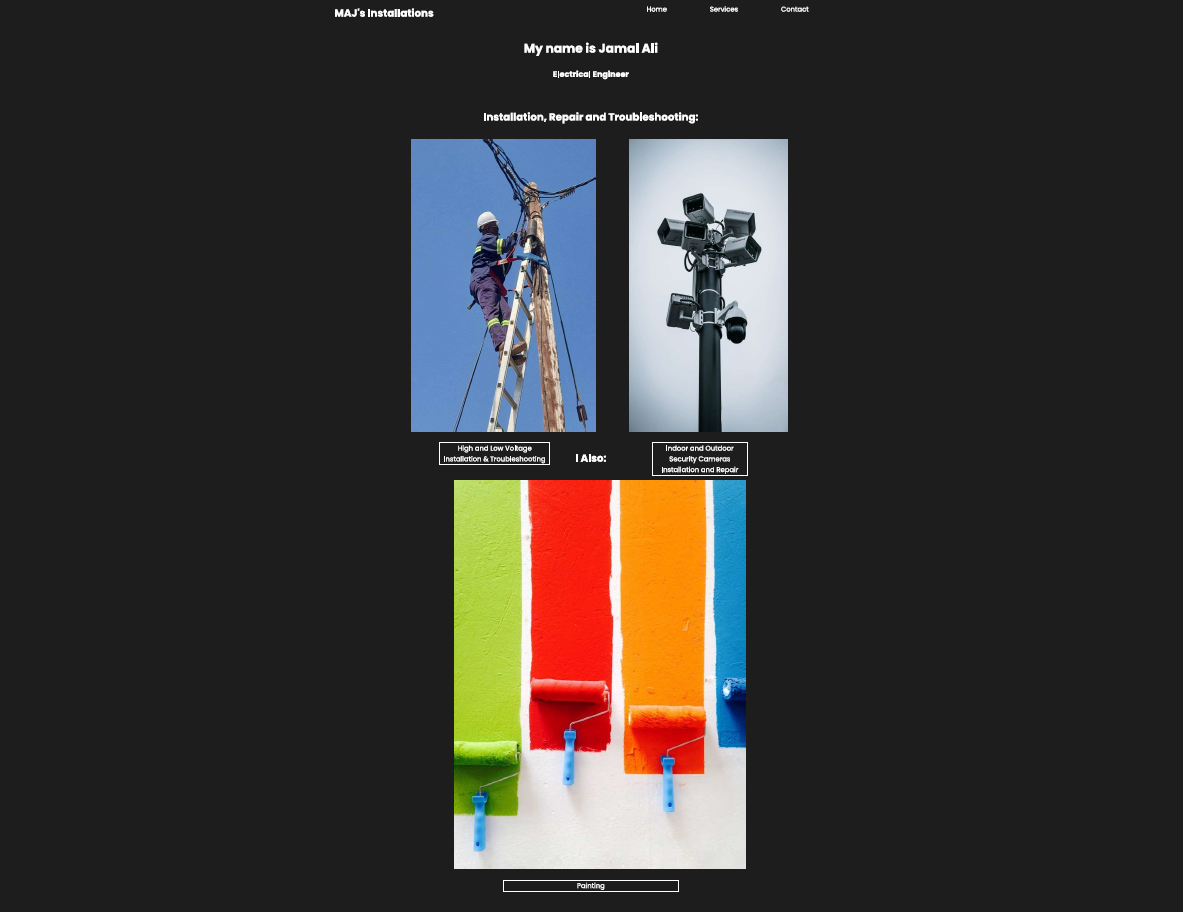 MAJ's Installations
Home
Services
Contact
My name is Jamal Ali
Electrical Engineer
Installation, Repair and Troubleshooting:
High and Low Voltage
Installation & Troubleshooting
I Also:
Indoor and Outdoor
Security Cameras
Installation and Repair
Painting